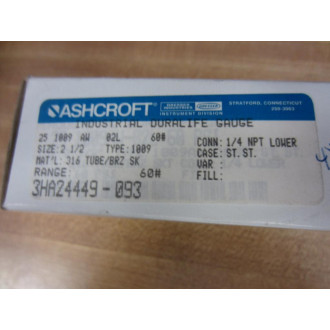 ASHCROFT
DRESSER INDUSTRIES
INSTRUMENT DIVISION
STRATFORD, CONNECTICUT
INDUSTRIAL DURALIFE GAUGE
25 1009 AW 02L 60#
SIZE: 2 1/2 TYPE: 1009
MAT'L: 316 TUBE/BRZ SK
RANGE: 60#
3HA24449-093
CONN: 1/4 NPT LOWER
CASE: ST.ST.
VAR :
FILL: